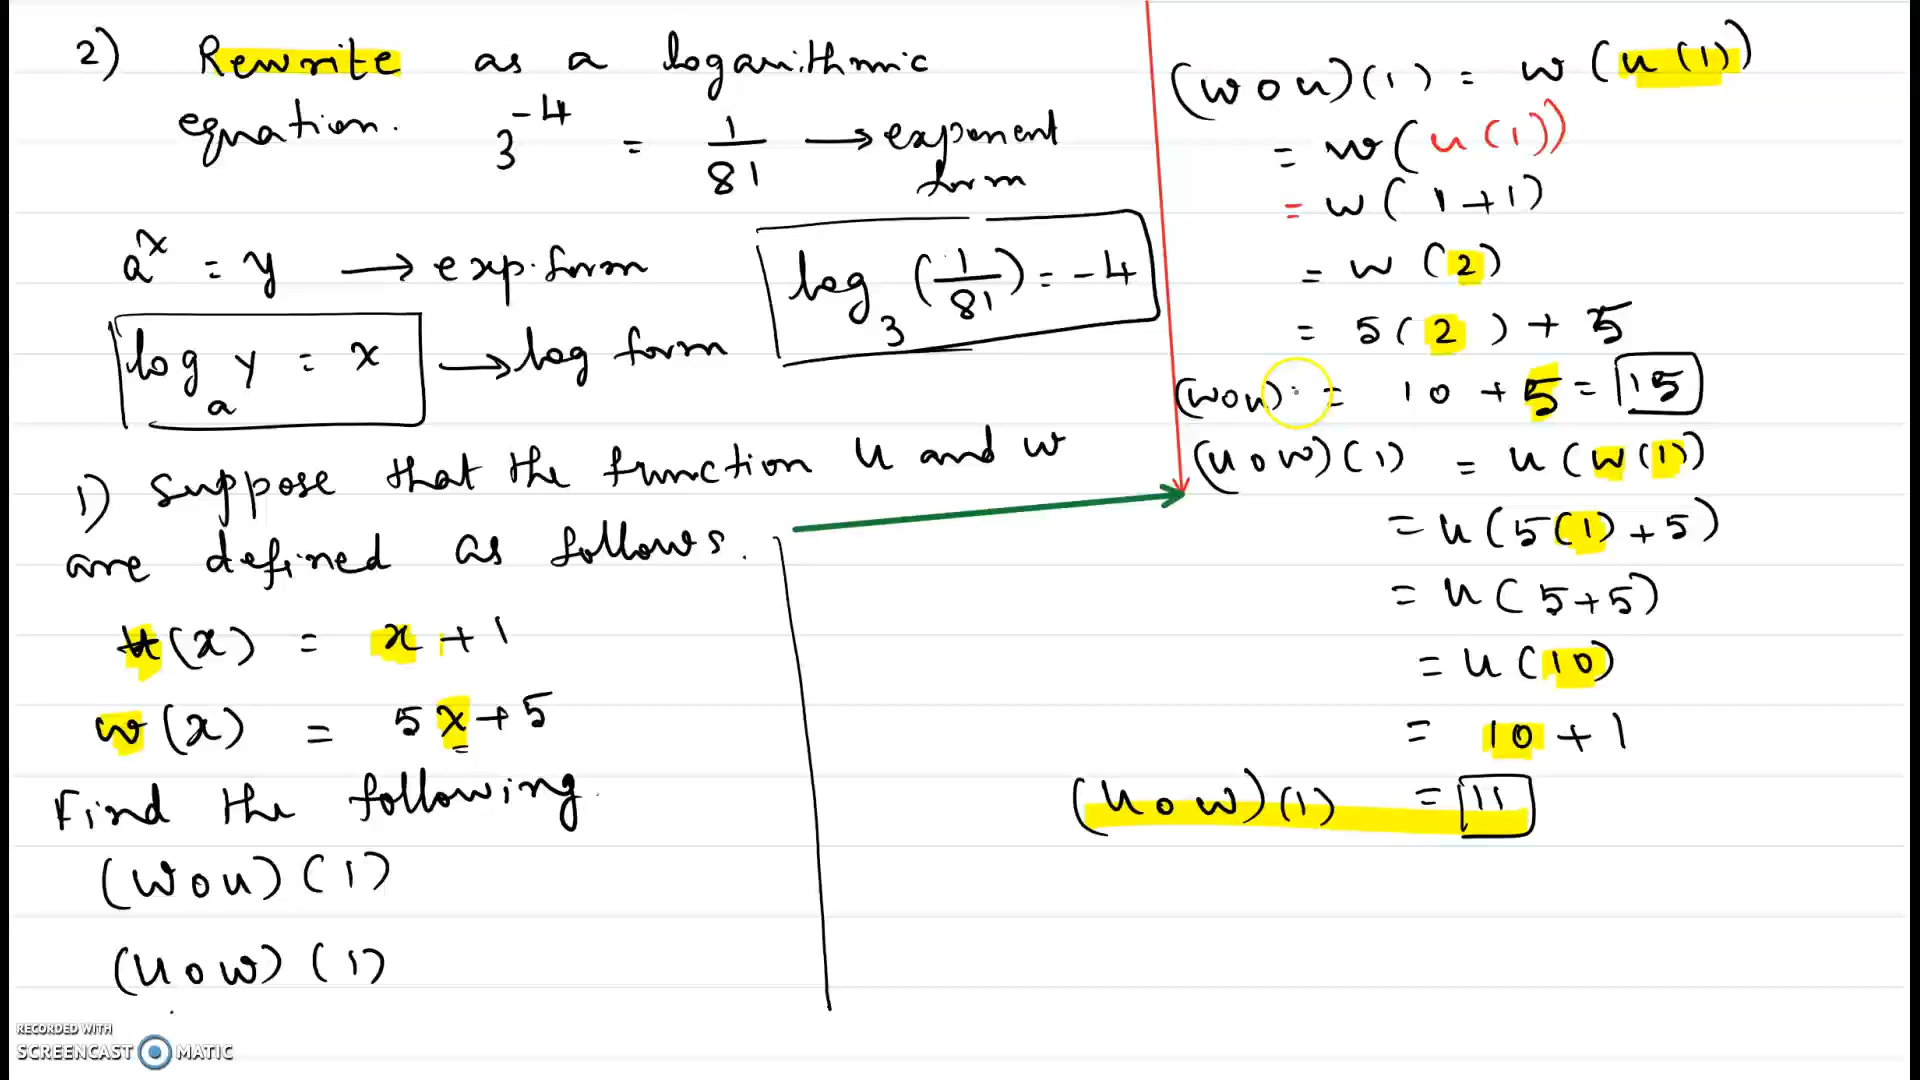 2) Rewrite as a logarithmic
equation. 3^-4 = 1/81 → exponent form
a^x = y → exp. form
log_3 (1/81) = -4
log_a y = x → log form
1) Suppose that the function u and w
are defined as follows.
u(x) = x + 1
w(x) = 5x + 5
Find the following.
(w o u)(1)
(u o w)(1)
(w o u)(1) = w(u(1))
= w(u(1))
= w(1+1)
= w(2)
= 5(2) + 5
(w o u) = 10 + 5 = 15
(u o w)(1) = u(w(1))
= u(5(1)+5)
= u(5+5)
= u(10)
= 10 + 1
(u o w)(1) = 11
RECORDED WITH
SCREENCAST MATIC